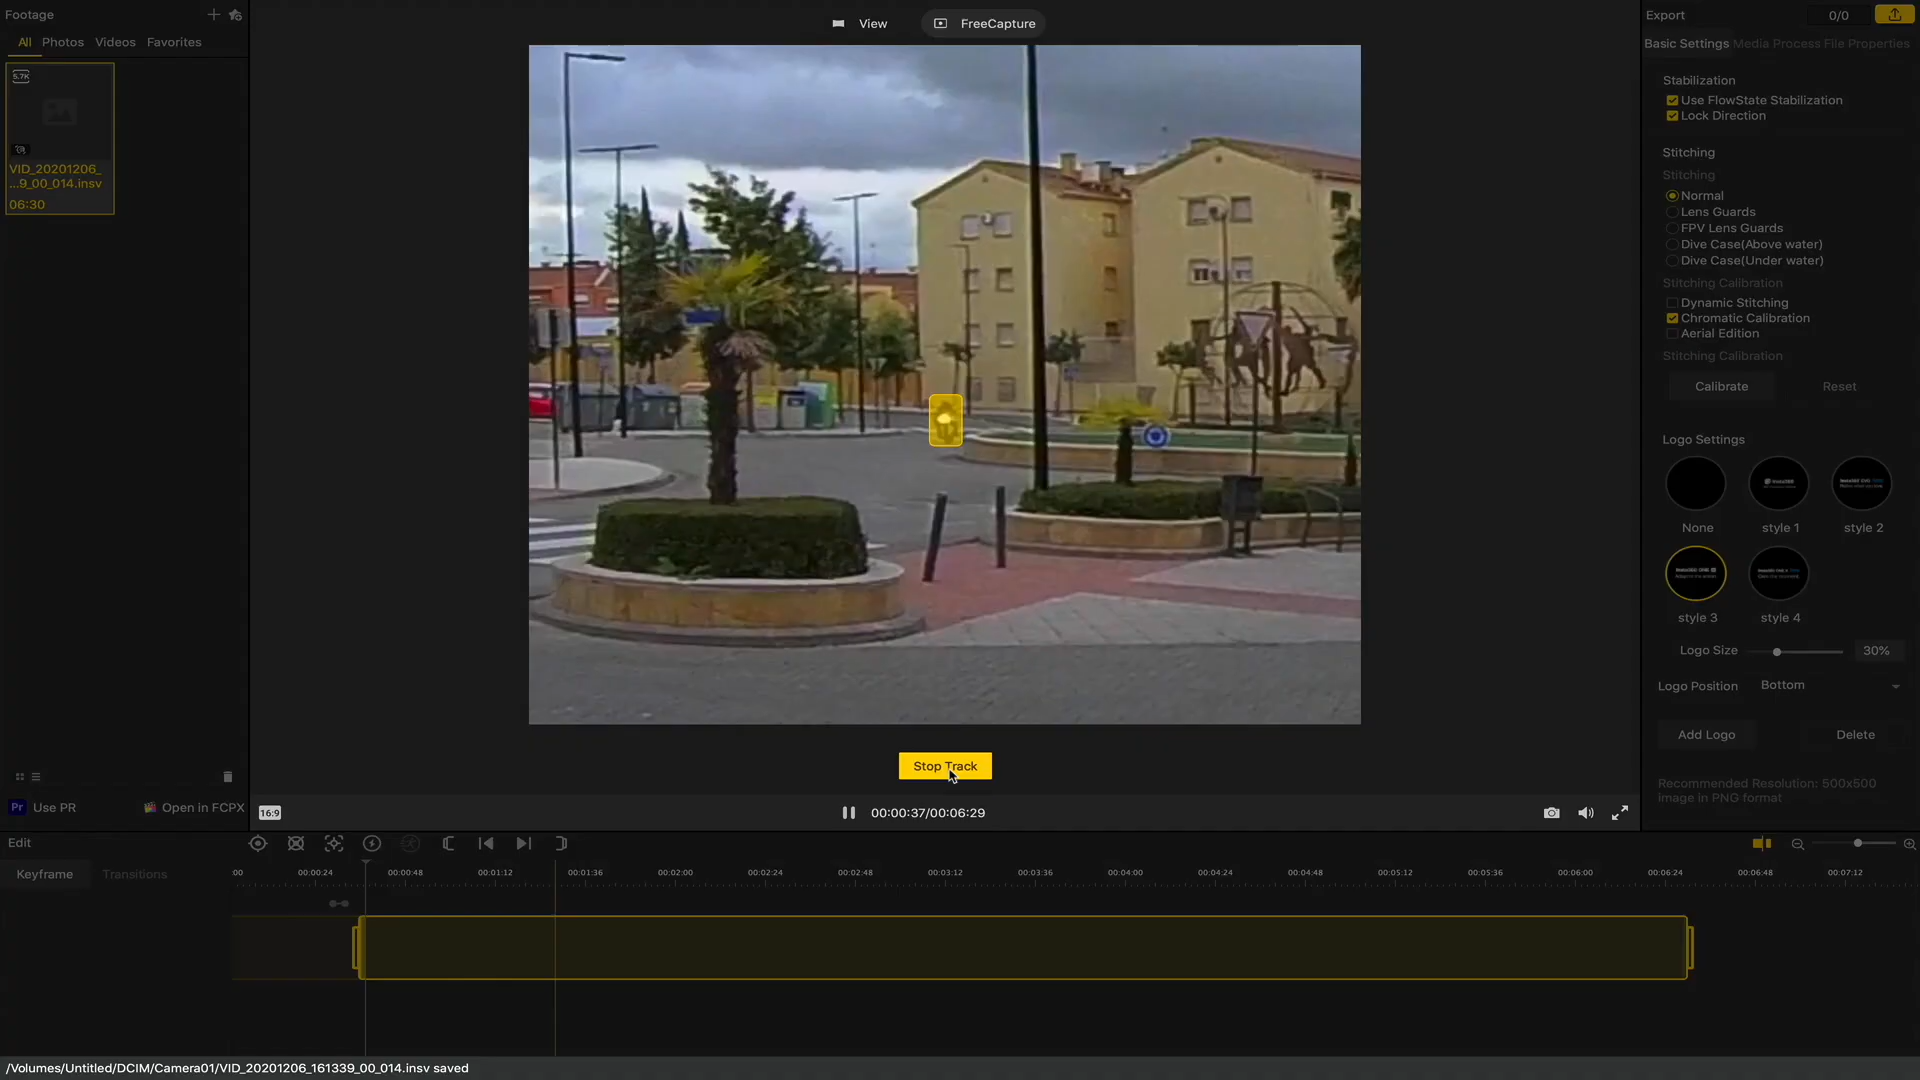 Footage
All Photos Videos Favorites
5.7K
VID_20201206_
...9_00_014.insv
06:30
View FreeCapture
Export 0/0
Basic Settings Media Process File Properties
Stabilization
Use FlowState Stabilization
Lock Direction
Stitching
Stitching
Normal
Lens Guards
FPV Lens Guards
Dive Case(Above water)
Dive Case(Under water)
Stitching Calibration
Dynamic Stitching
Chromatic Calibration
Aerial Edition
Stitching Calibration
Calibrate Reset
Logo Settings
None style 1 style 2
style 3 style 4
Logo Size 30%
Logo Position Bottom
Add Logo Delete
Recommended Resolution: 500x500
image in PNG format
Stop Track
Pr Use PR Open in FCPX
16:9 00:00:37/00:06:29
Edit
Keyframe Transitions
:00 00:00:24 00:00:48 00:01:12 00:01:36 00:02:00 00:02:24 00:02:48 00:03:12 00:03:36 00:04:00 00:04:24 00:04:48 00:05:12 00:05:36 00:06:00 00:06:24 00:06:48 00:07:12
/Volumes/Untitled/DCIM/Camera01/VID_20201206_161339_00_014.insv saved